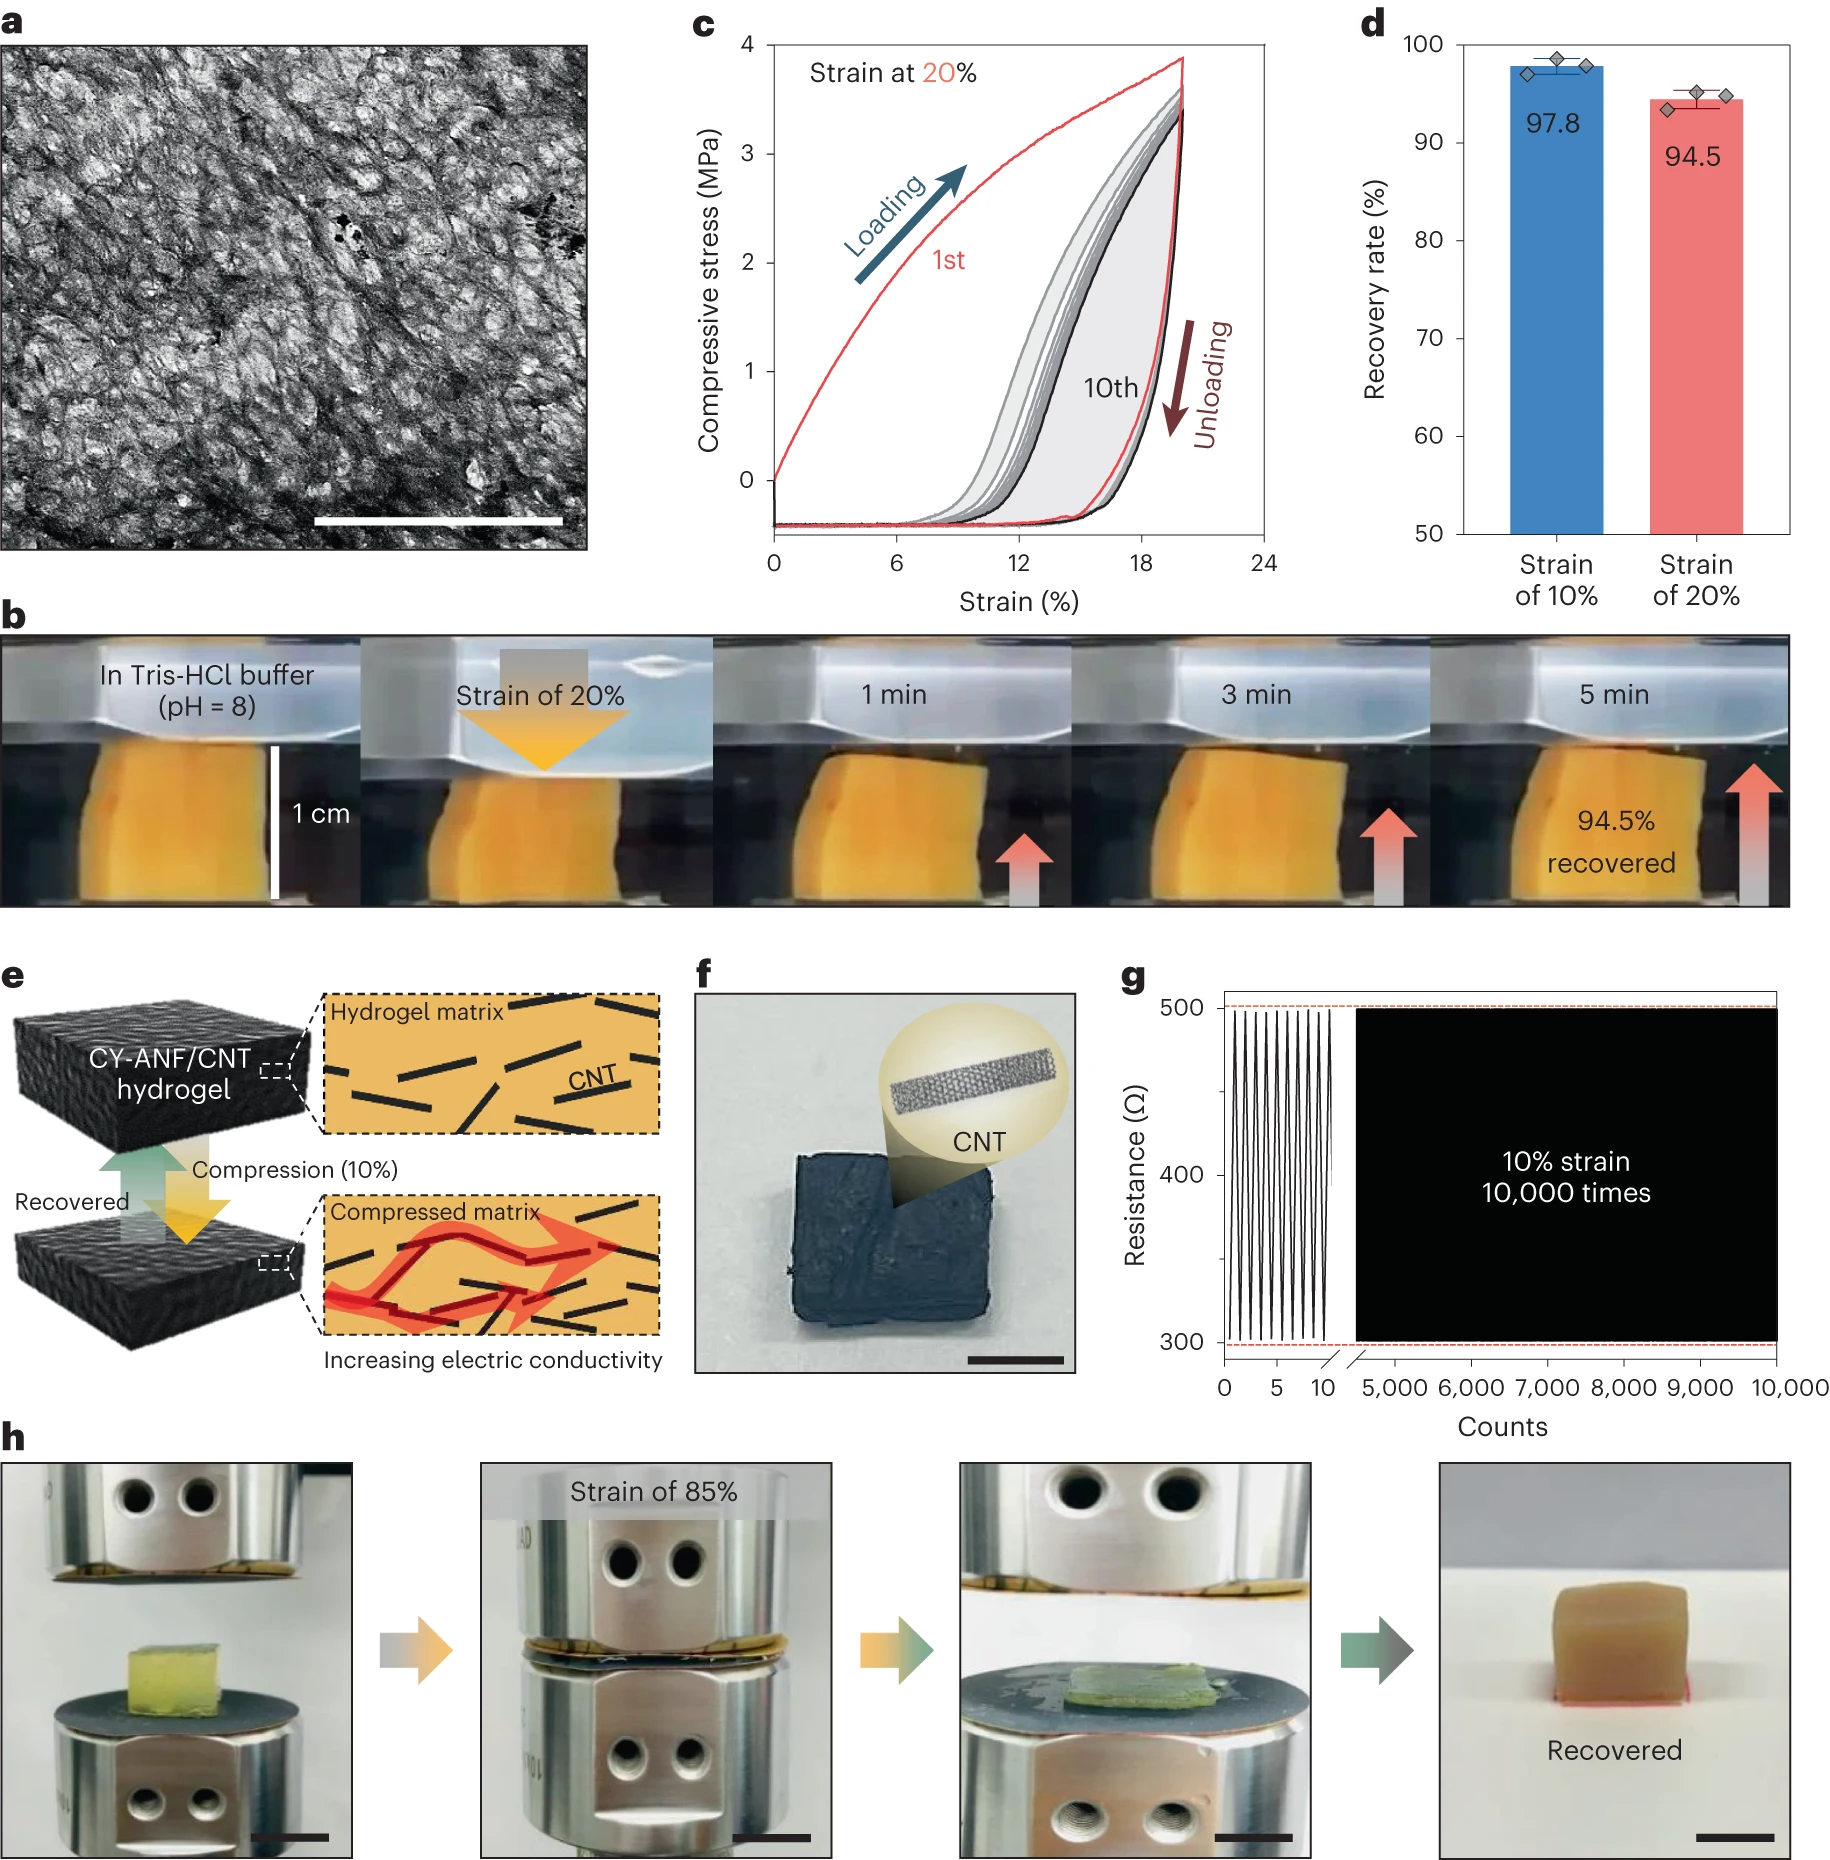 a
b
In Tris-HCl buffer
(pH = 8)
1 cm
Strain of 20%
1 min
3 min
5 min
94.5%
recovered
c
Strain at 20%
Loading
1st
10th
Unloading
Compressive stress (MPa)
4
3
2
1
0
0 6 12 18 24
Strain (%)
d
Recovery rate (%)
100
90
80
70
60
50
97.8
94.5
Strain
of 10%
Strain
of 20%
e
CY-ANF/CNT
hydrogel
Hydrogel matrix
CNT
Compression (10%)
Recovered
Compressed matrix
Increasing electric conductivity
f
CNT
g
Resistance (Ω)
500
400
300
10% strain
10,000 times
0 5 10 5,000 6,000 7,000 8,000 9,000 10,000
Counts
h
Strain of 85%
Recovered